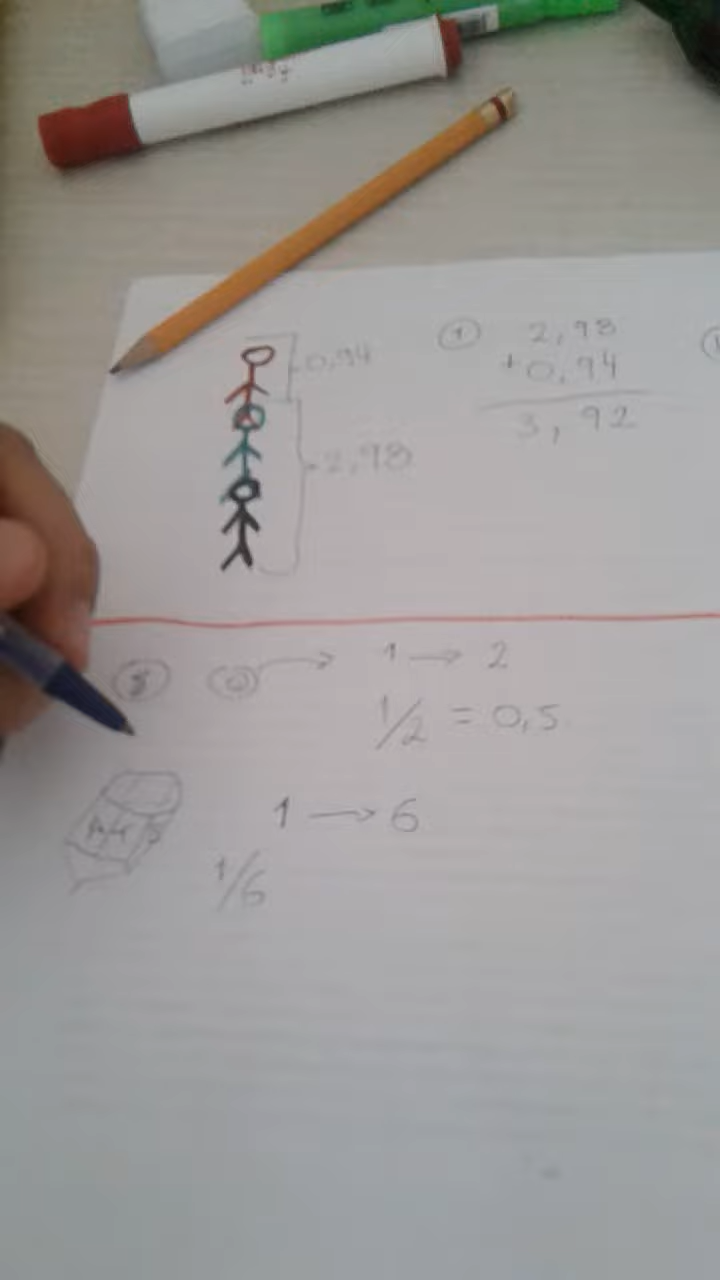 0,94
① 2,98
+0,94
3,92
2,98
1 → 2
1/2 = 0,5
1 → 6
1/6